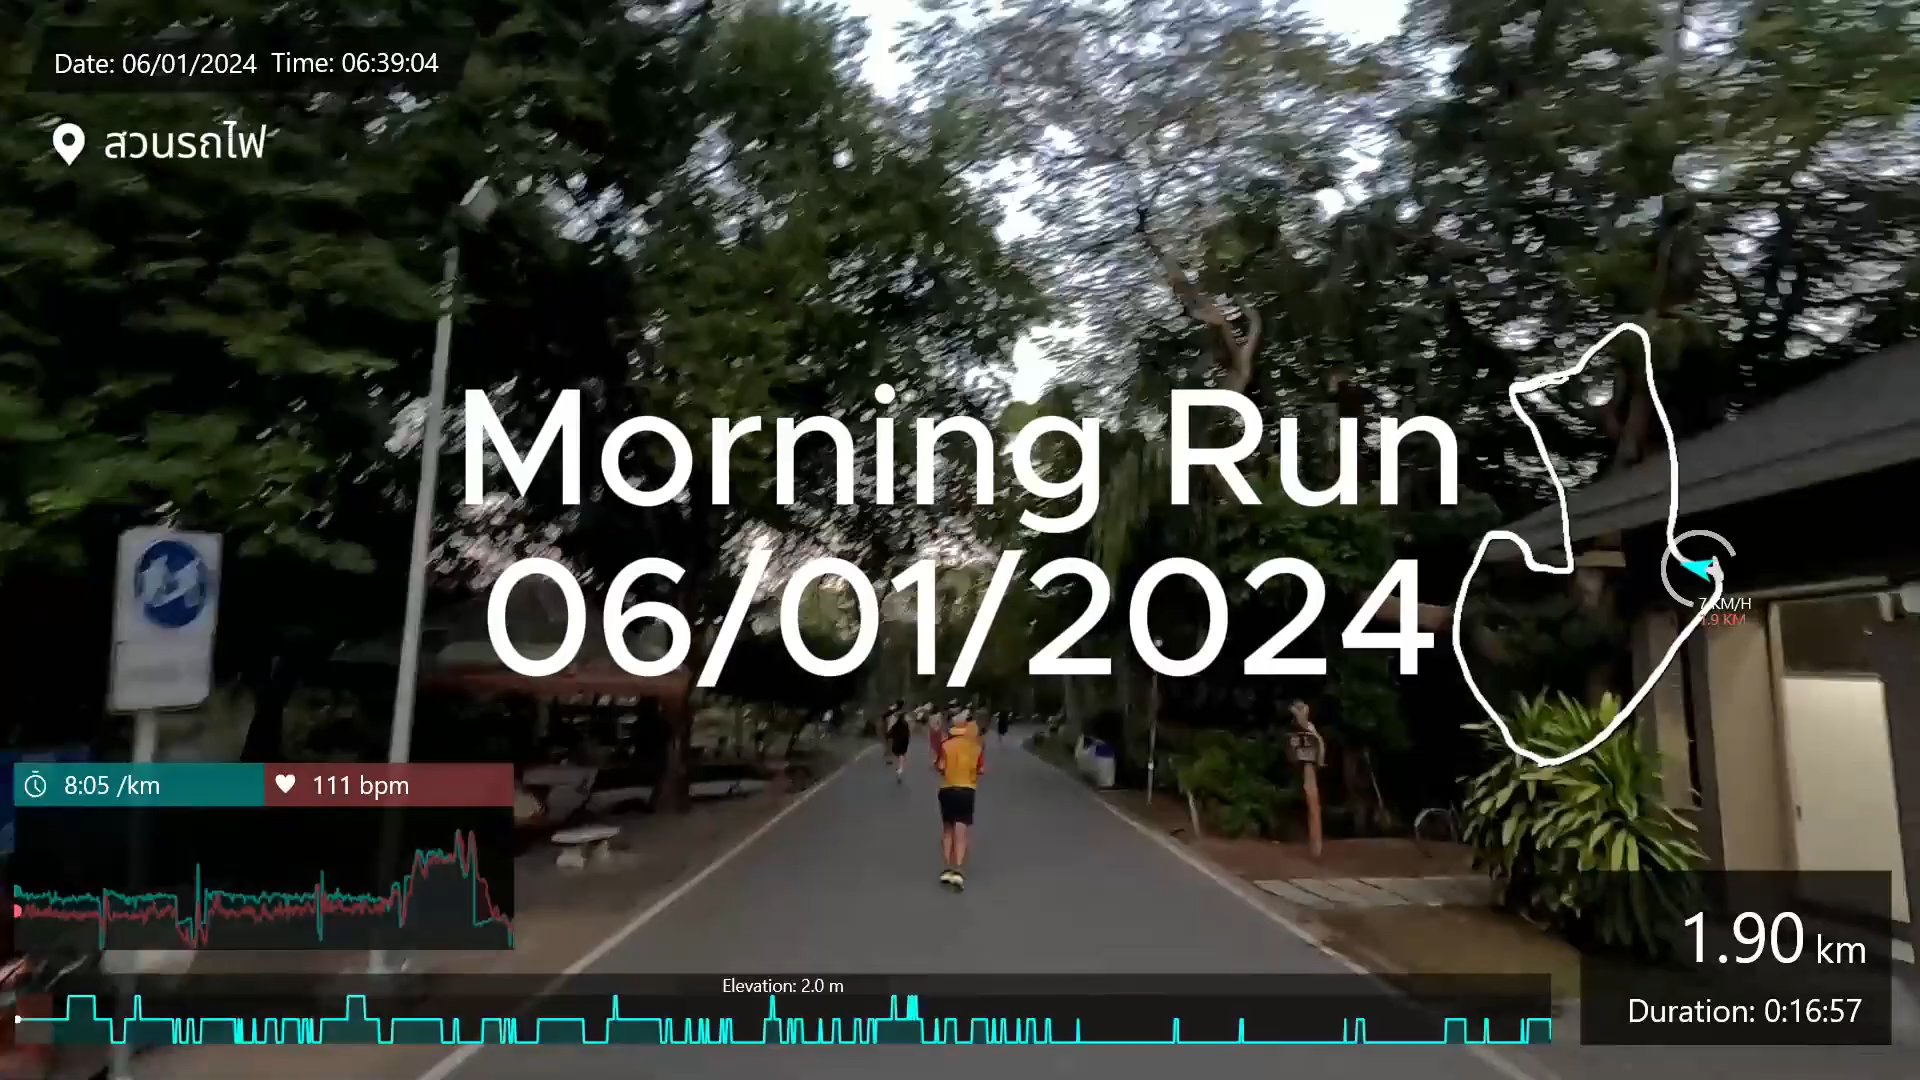 Date: 06/01/2024 Time: 06:39:04
สวนรถไฟ
Morning Run
06/01/2024
7 KM/H
1.9 KM
8:05 /km
111 bpm
1.90 km
Elevation: 2.0 m
Duration: 0:16:57